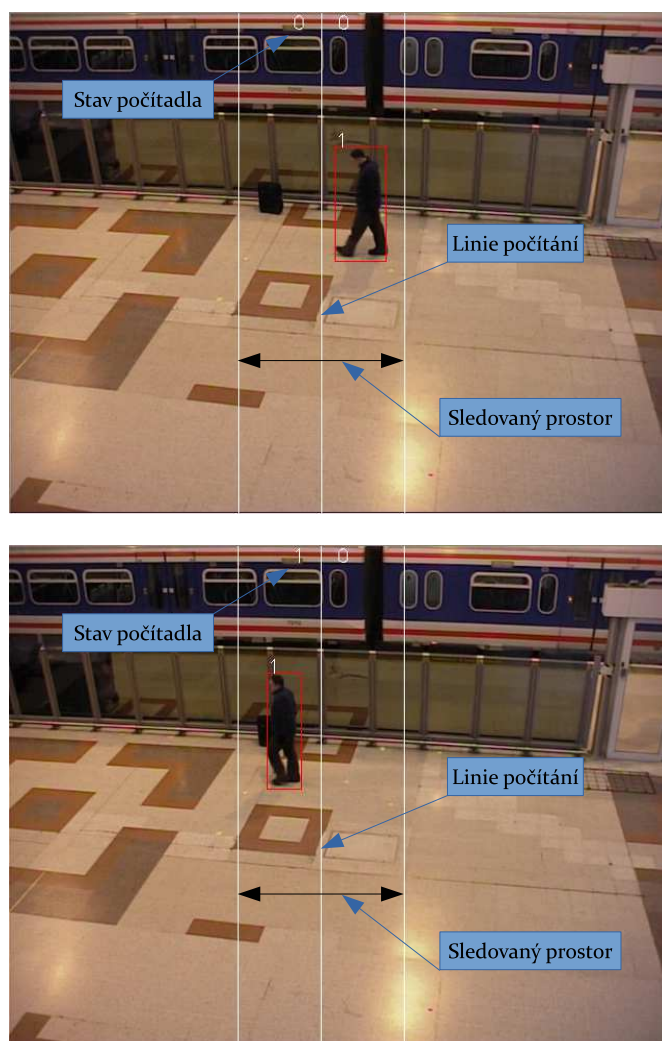 0 0
Stav počítadla
1
Linie počítání
Sledovaný prostor
1 0
Stav počítadla
1
Linie počítání
Sledovaný prostor